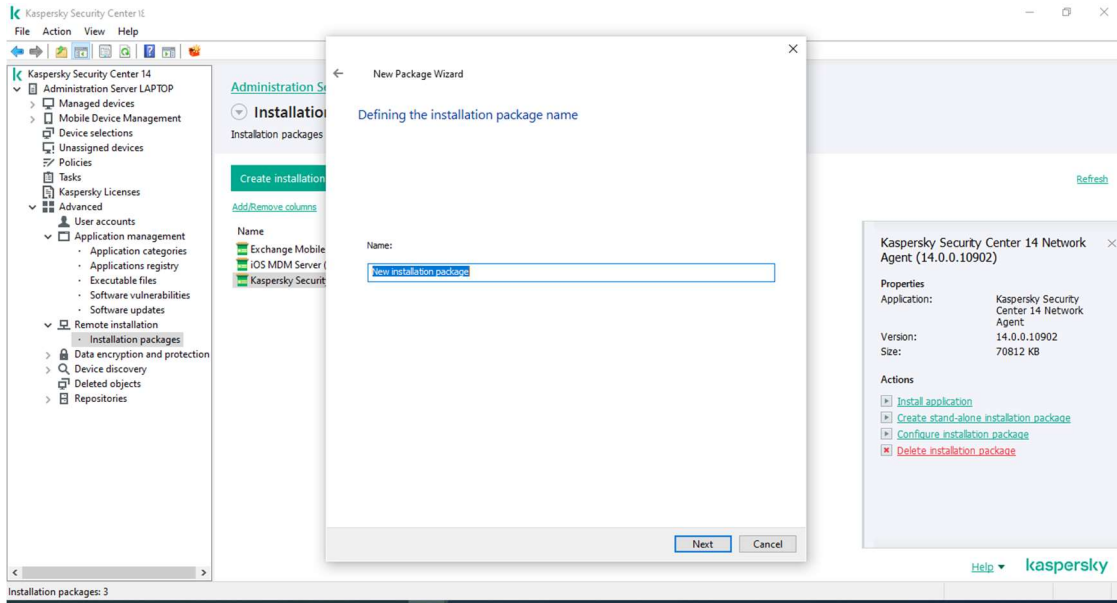 Kaspersky Security Center
File Action View Help
Kaspersky Security Center 14
Administration Server LAPTOP
Managed devices
Mobile Device Management
Device selections
Unassigned devices
Policies
Tasks
Kaspersky Licenses
Advanced
User accounts
Application management
Application categories
Applications registry
Executable files
Software vulnerabilities
Software updates
Remote installation
Installation packages
Data encryption and protection
Device discovery
Deleted objects
Repositories
Administration Se
Installation
Installation packages
Create installation
Add/Remove columns
Name
Exchange Mobile
iOS MDM Server (
Kaspersky Securit
New Package Wizard
Defining the installation package name
Name:
New installation package
Next Cancel
Refresh
Kaspersky Security Center 14 Network
Agent (14.0.0.10902)
Properties
Application: Kaspersky Security
Center 14 Network
Agent
Version: 14.0.0.10902
Size: 70812 KB
Actions
Install application
Create stand-alone installation package
Configure installation package
Delete installation package
Help
kaspersky
Installation packages: 3